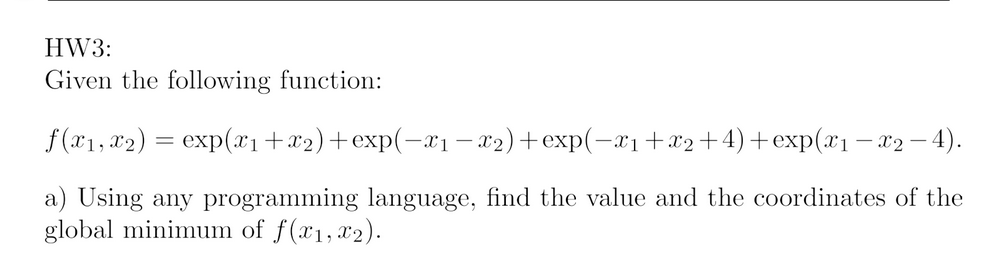 HW3:
Given the following function:
f(x₁, x₂) = exp(x₁+x₂)+exp(−x₁−x₂)+exp(−x₁+x₂+4)+exp(x₁−x₂−4).
a) Using any programming language, find the value and the coordinates of the
global minimum of f(x₁, x₂).